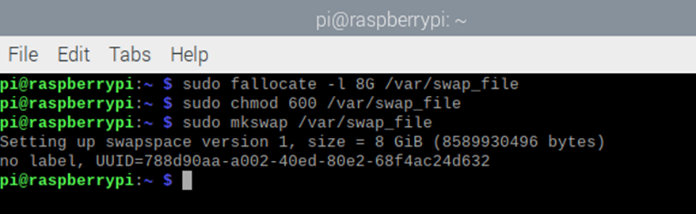 pi@raspberrypi: ~
File Edit Tabs Help
pi@raspberrypi:~ $ sudo fallocate -l 8G /var/swap_file
pi@raspberrypi:~ $ sudo chmod 600 /var/swap_file
pi@raspberrypi:~ $ sudo mkswap /var/swap_file
Setting up swapspace version 1, size = 8 GiB (8589930496 bytes)
no label, UUID=788d90aa-a002-40ed-80e2-68f4ac24d632
pi@raspberrypi:~ $